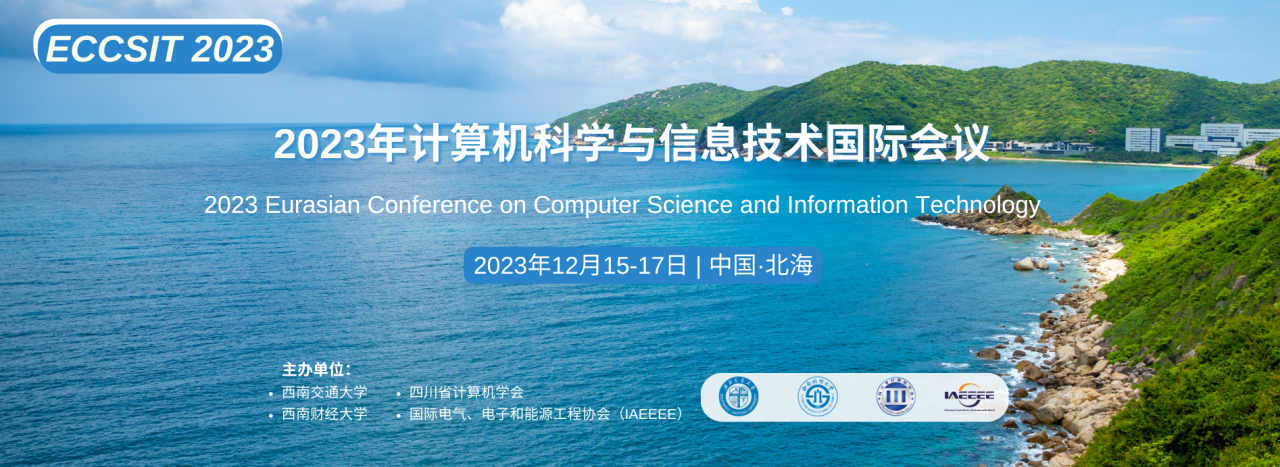 ECCSIT 2023
2023年计算机科学与信息技术国际会议
2023 Eurasian Conference on Computer Science and Information Technology
2023年12月15-17日 | 中国·北海
主办单位：
• 西南交通大学
• 四川省计算机学会
• 西南财经大学
• 国际电气、电子和能源工程协会（IAEEEE）
IAEEEE